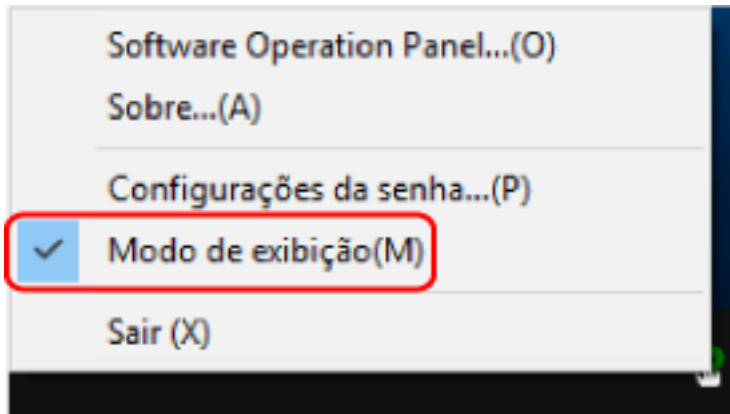 Software Operation Panel...(O)
Sobre...(A)
Configurações da senha...(P)
Modo de exibição(M)
Sair (X)